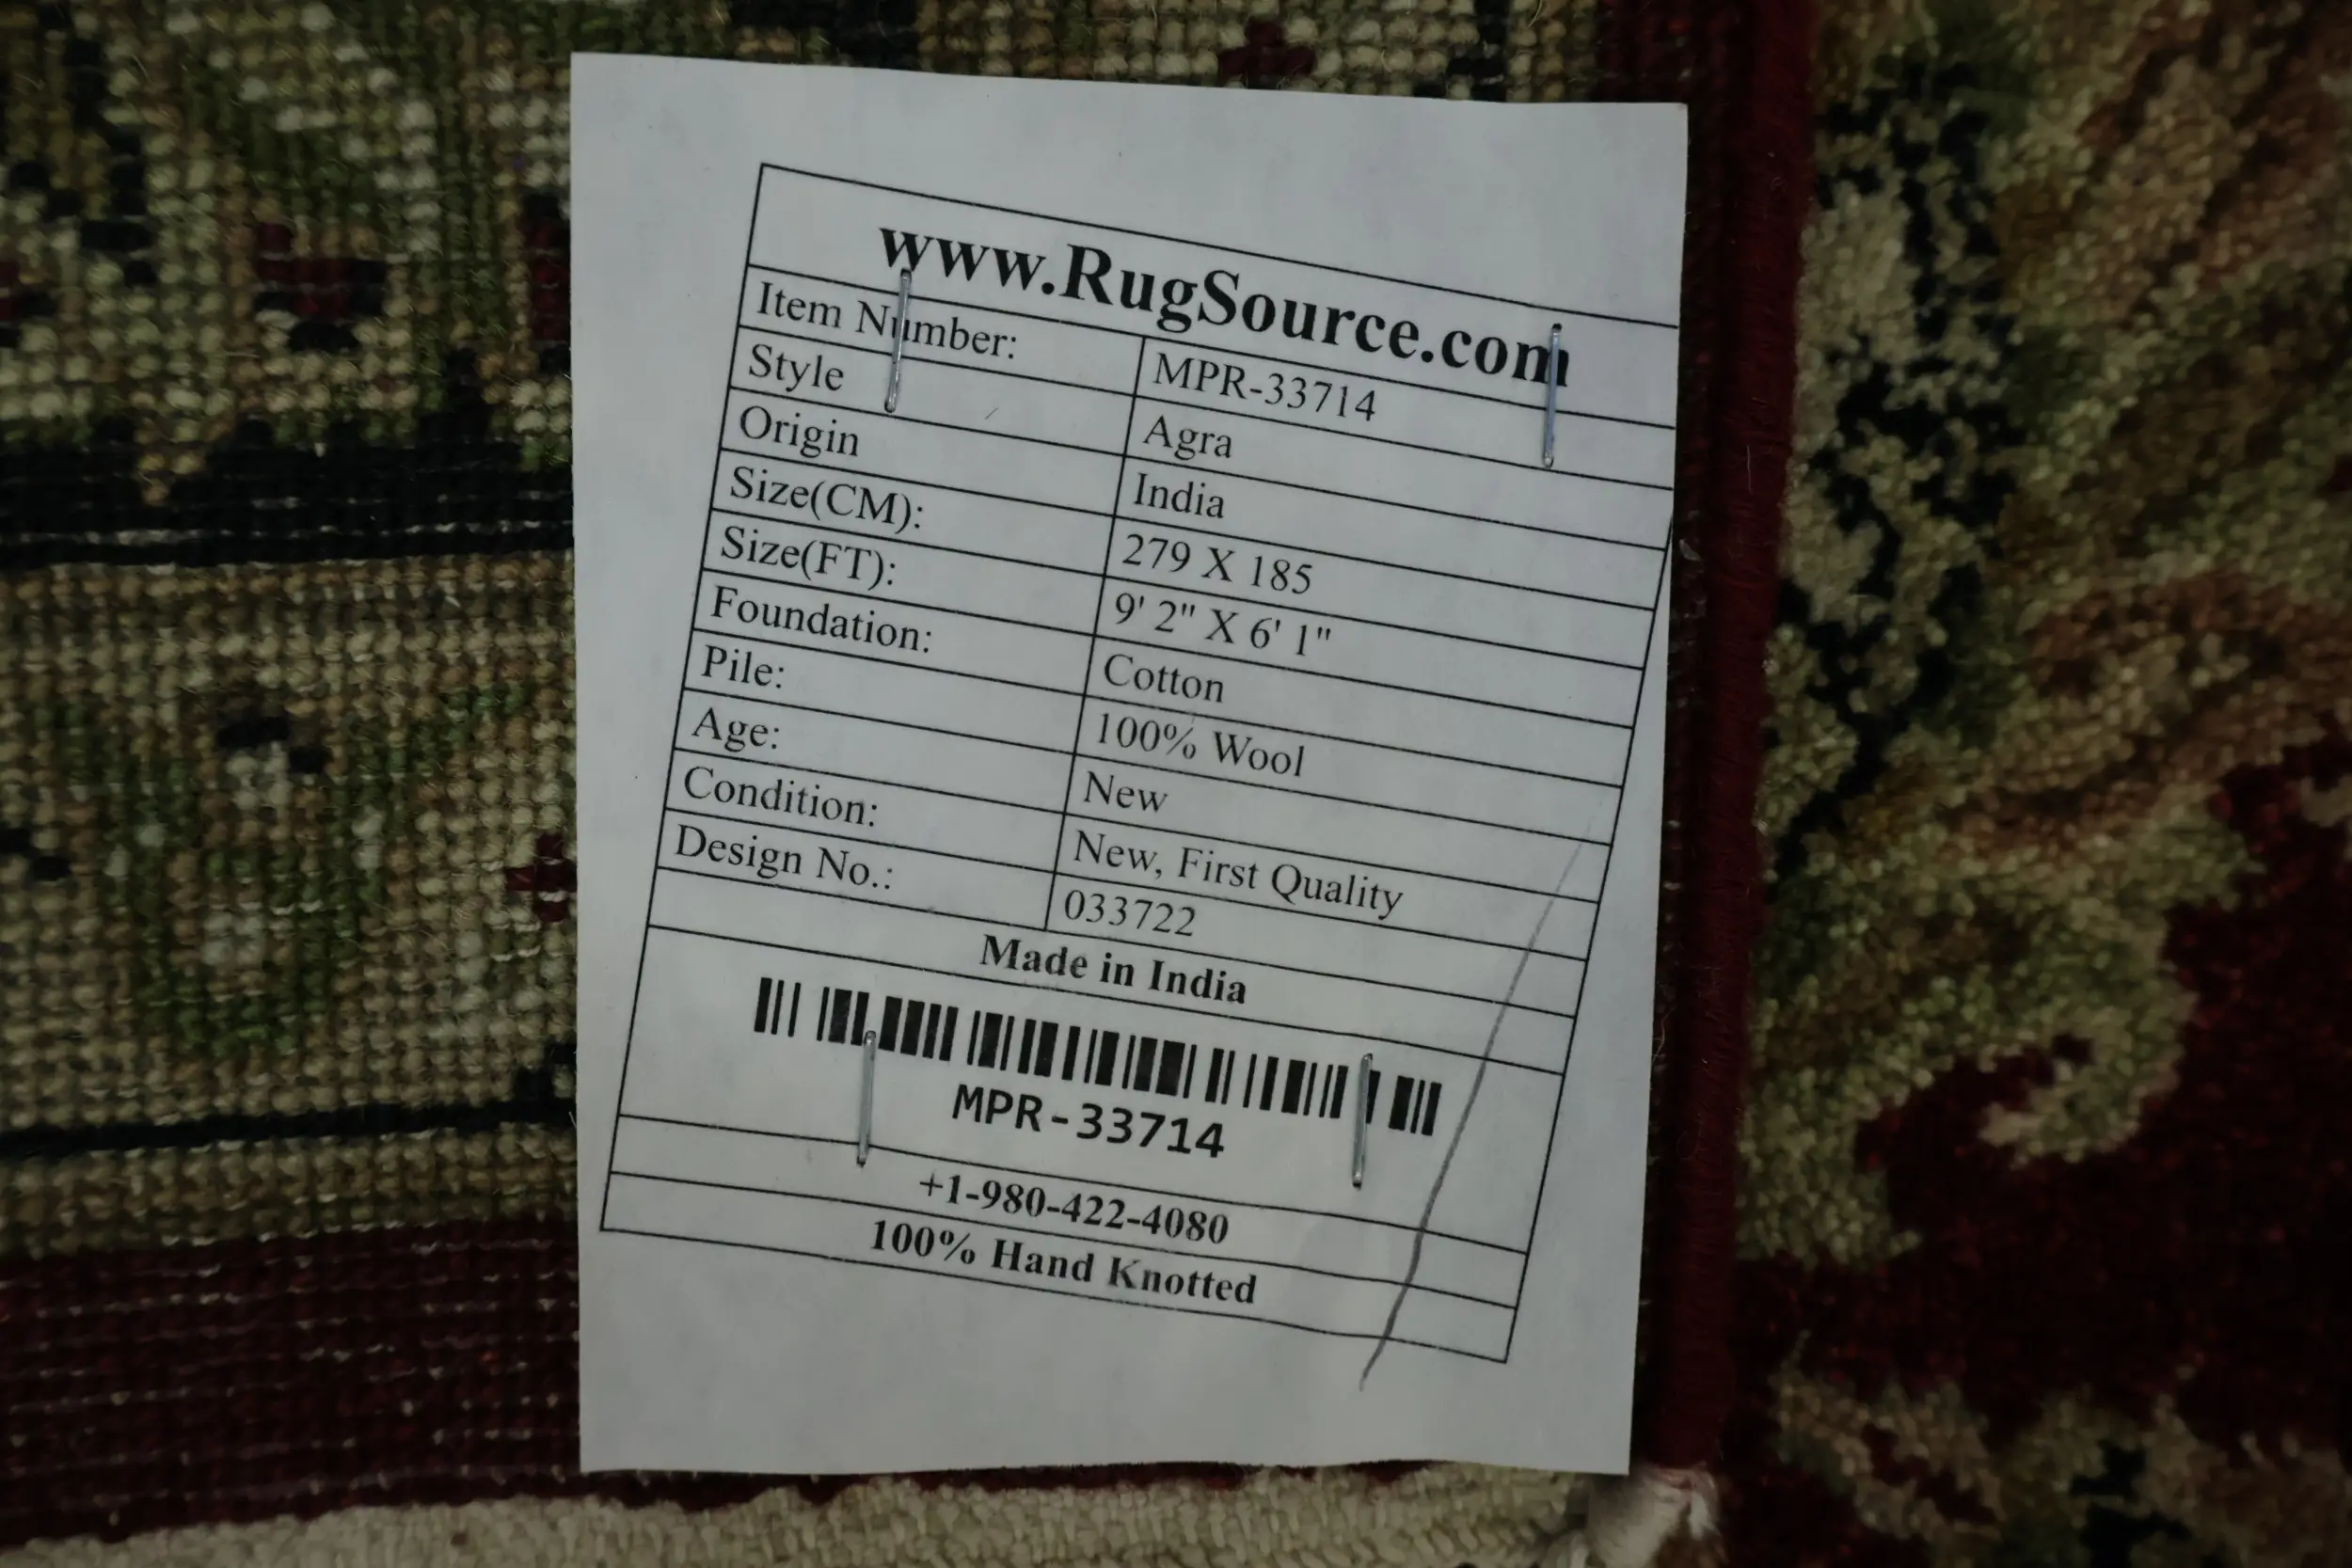 www.RugSource.com
Item Number: MPR-33714
Style Agra
Origin India
Size(CM): 279 X 185
Size(FT): 9' 2" X 6' 1"
Foundation: Cotton
Pile: 100% Wool
Age: New
Condition: New, First Quality
Design No.: 033722
Made in India
MPR-33714
+1-980-422-4080
100% Hand Knotted